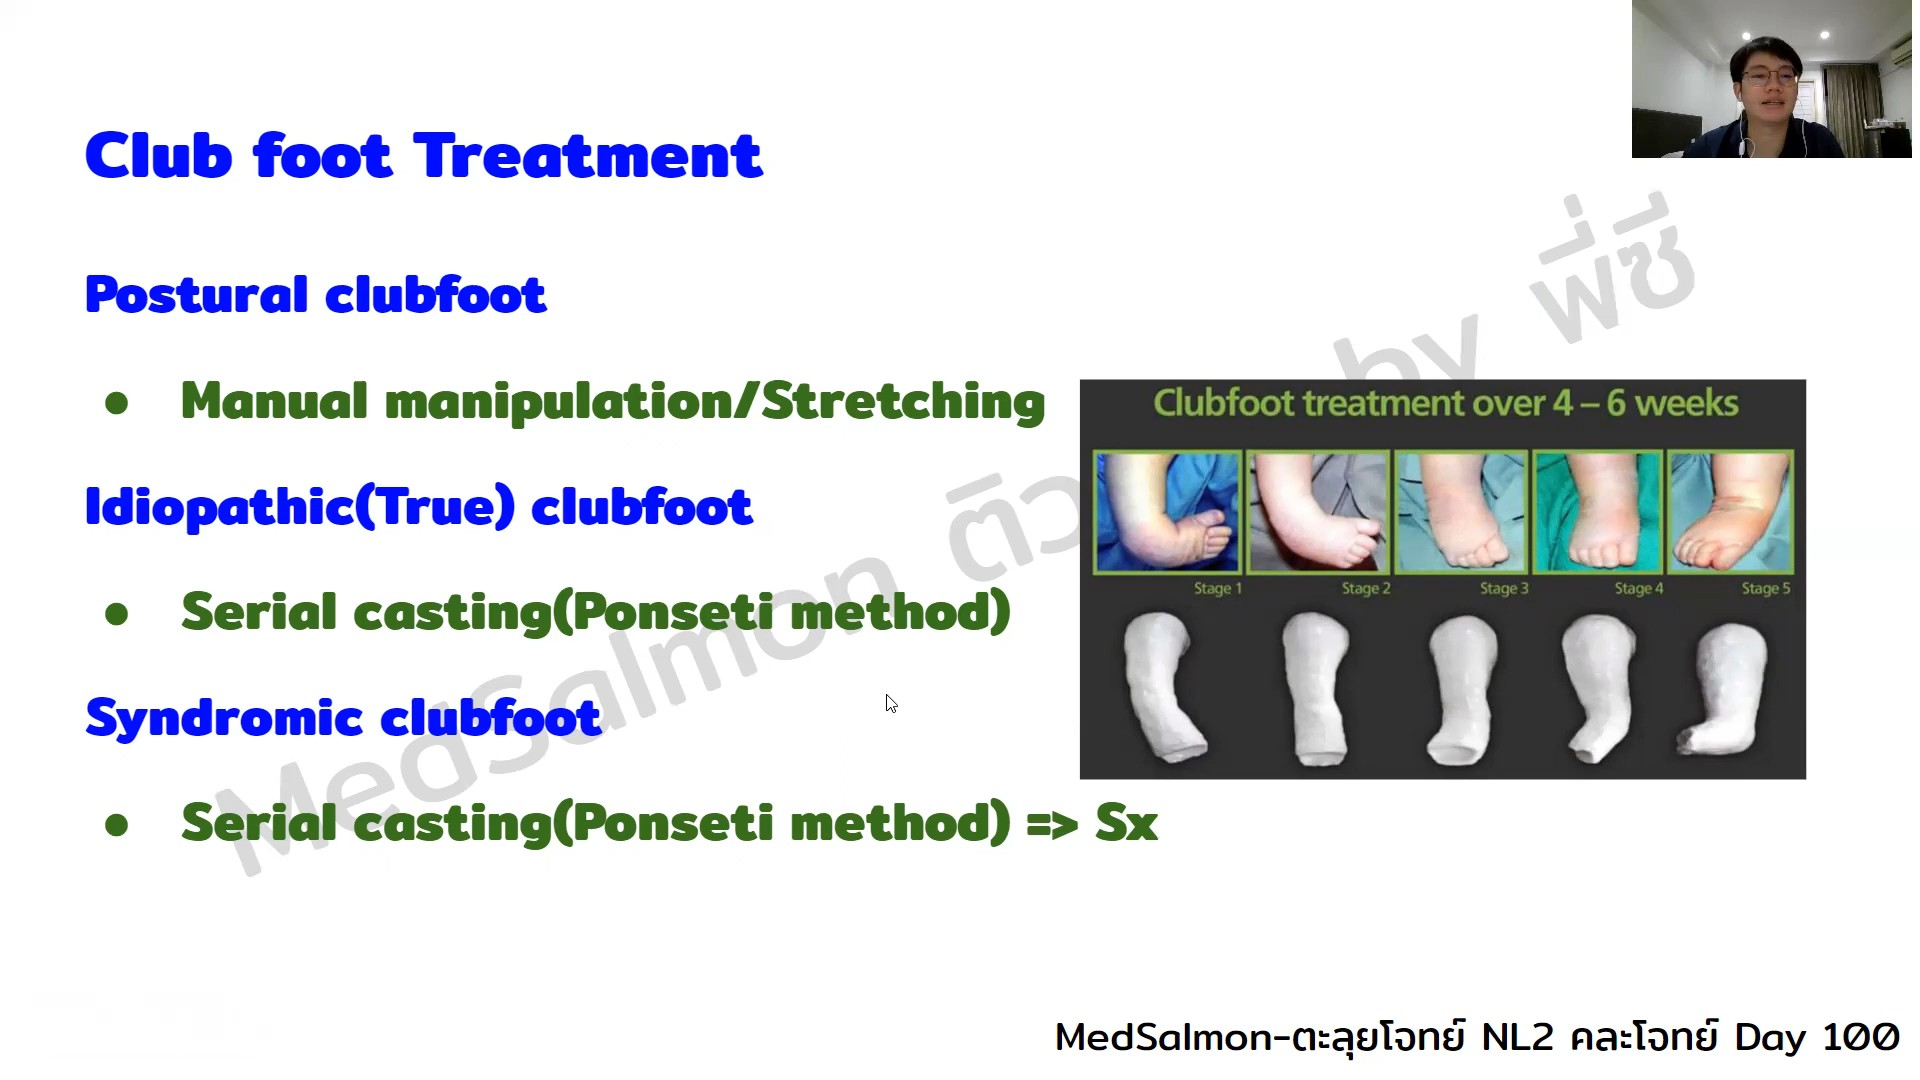 Club foot Treatment
Postural clubfoot
● Manual manipulation/Stretching
Idiopathic(True) clubfoot
● Serial casting(Ponseti method)
Syndromic clubfoot
● Serial casting(Ponseti method) => Sx
Clubfoot treatment over 4 – 6 weeks
Stage 1 Stage 2 Stage 3 Stage 4 Stage 5
MedSalmon ติว by พี่ซี
MedSalmon-ตะลุยโจทย์ NL2 คละโจทย์ Day 100